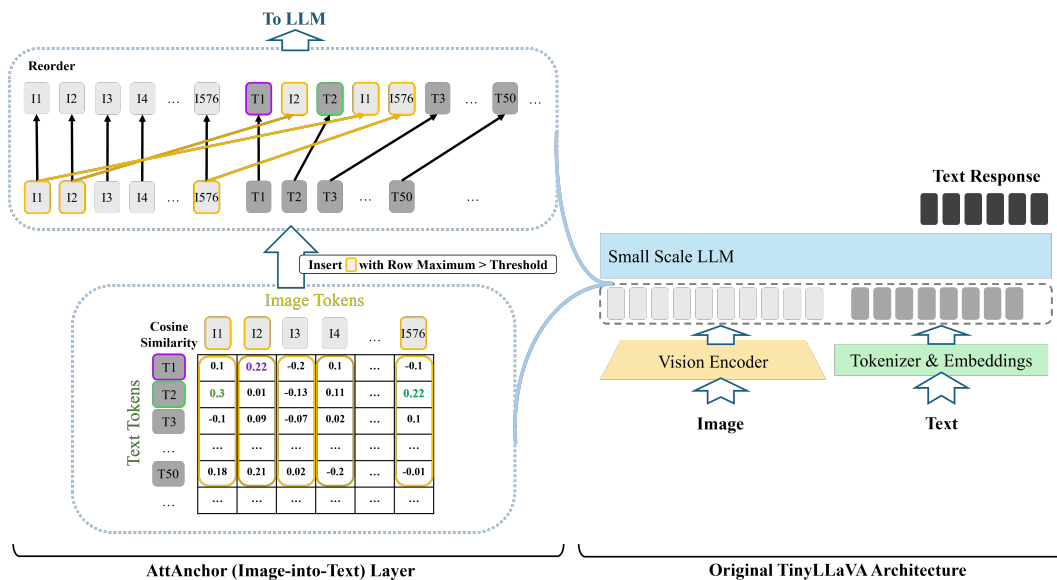 To LLM
Reorder
I1 I2 I3 I4 … I576 T1 I2 T2 I1 I576 T3 … T50 …
I1 I2 I3 I4 … I576 T1 T2 T3 … T50 …
Insert with Row Maximum > Threshold
Image Tokens
Cosine
Similarity
I1 I2 I3 I4 … I576
Text Tokens
T1 0.1 0.22 -0.2 0.1 … -0.1
T2 0.3 0.01 -0.13 0.11 … 0.22
T3 -0.1 0.09 -0.07 0.02 … 0.1
… … … … … … …
T50 0.18 0.21 0.02 -0.2 … -0.01
… … … … … … …
AttAnchor (Image-into-Text) Layer
Text Response
Small Scale LLM
Vision Encoder
Tokenizer & Embeddings
Image
Text
Original TinyLLaVA Architecture